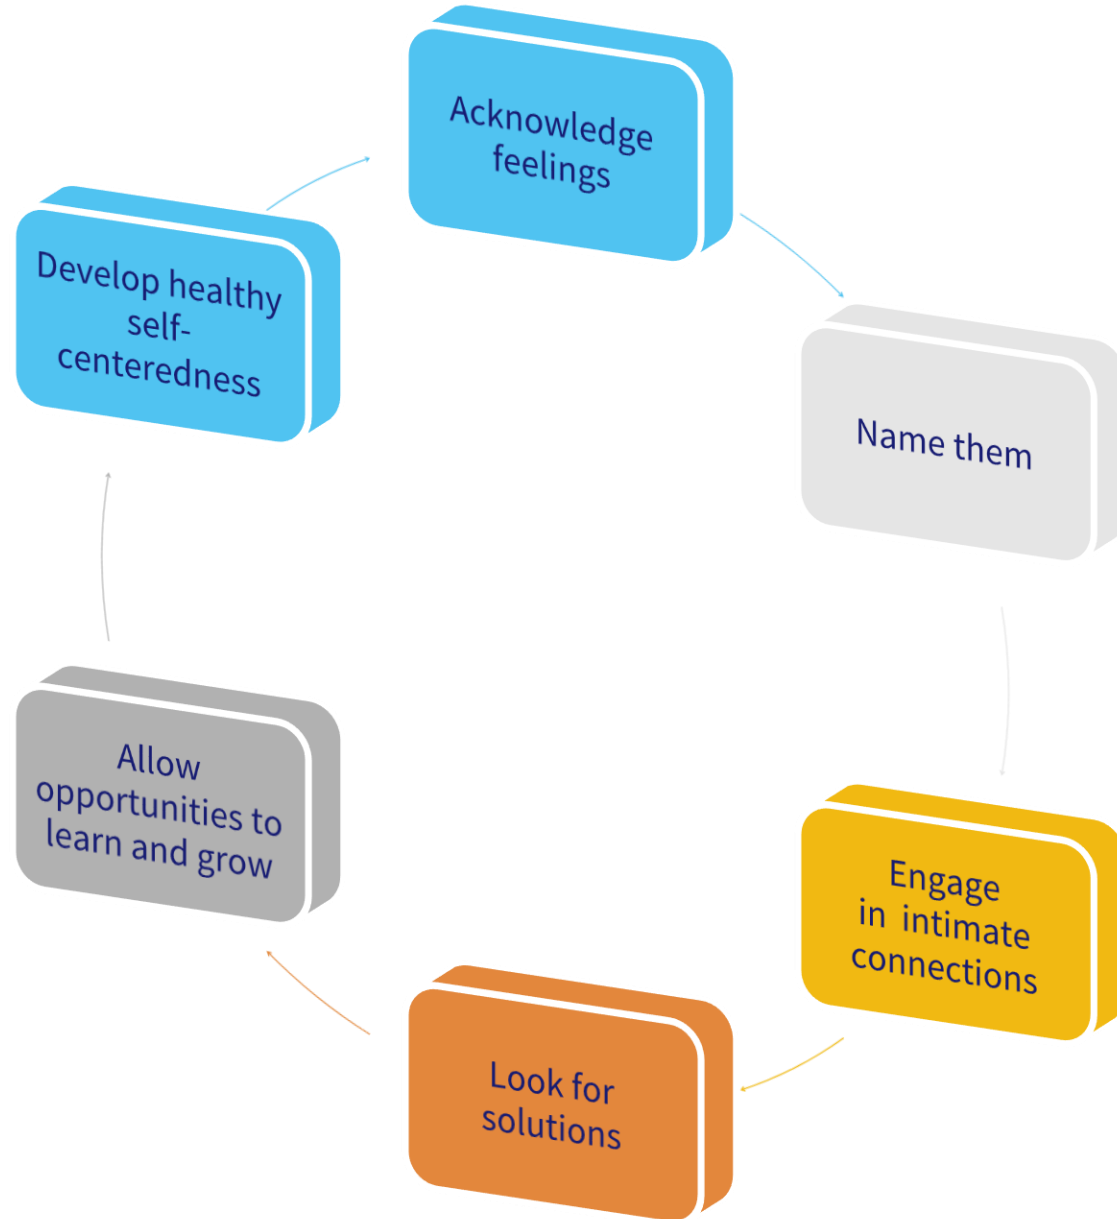 Acknowledge
feelings
Name them
Engage
in intimate
connections
Look for
solutions
Allow
opportunities to
learn and grow
Develop healthy
self-
centeredness